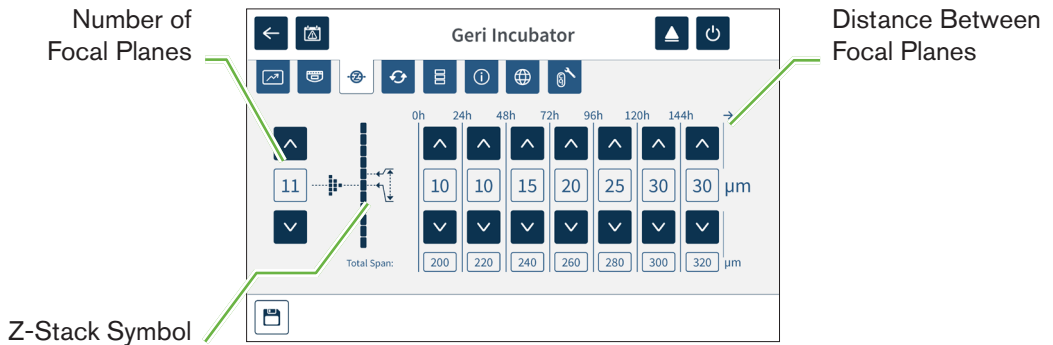 Number of
Focal Planes
Distance Between
Focal Planes
Geri Incubator
0h 24h 48h 72h 96h 120h 144h →
11
10 10 15 20 25 30 30 µm
Total Span: 200 220 240 260 280 300 320 µm
Z-Stack Symbol